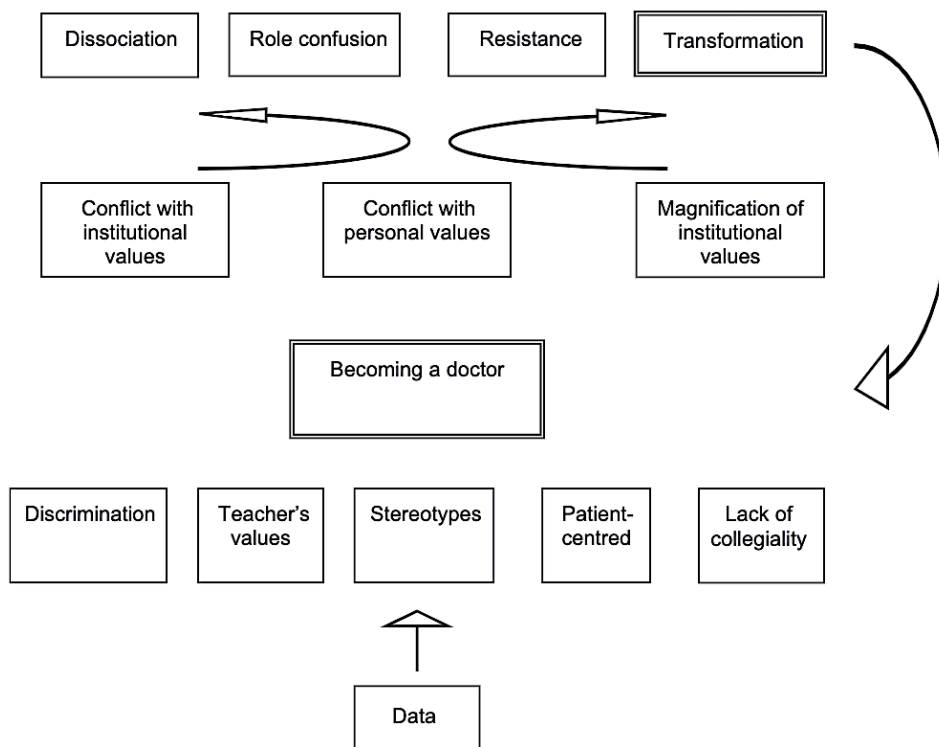 Dissociation
Role confusion
Resistance
Transformation
Conflict with
institutional
values
Conflict with
personal values
Magnification of
institutional
values
Becoming a doctor
Discrimination
Teacher's
values
Stereotypes
Patient-
centred
Lack of
collegiality
Data